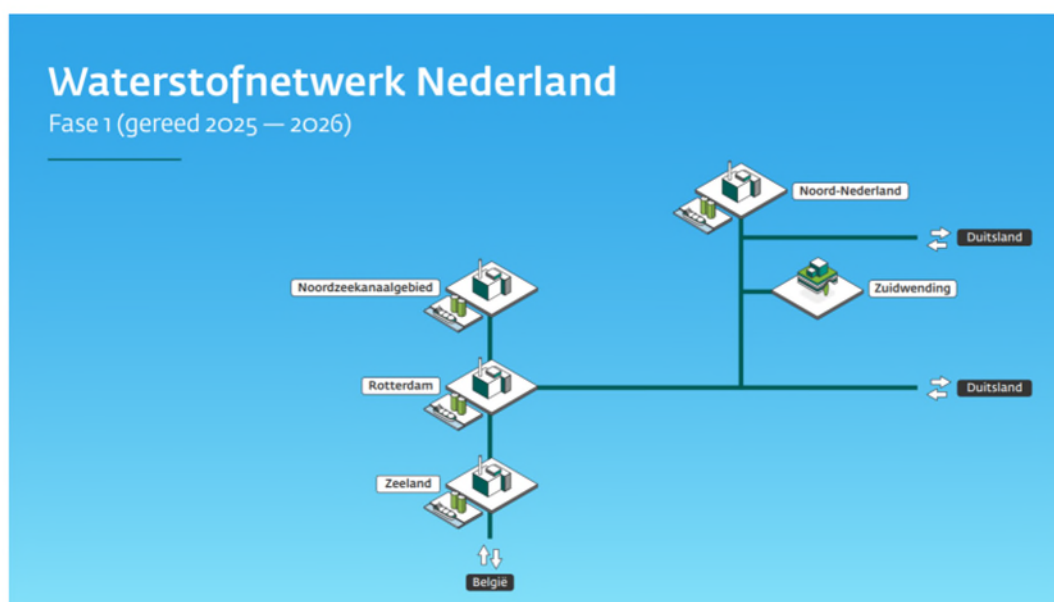 Waterstofnetwerk Nederland
Fase 1 (gereed 2025 — 2026)
Noord-Nederland
Duitsland
Noordzeekanaalgebied
Zuidwending
Rotterdam
Duitsland
Zeeland
België